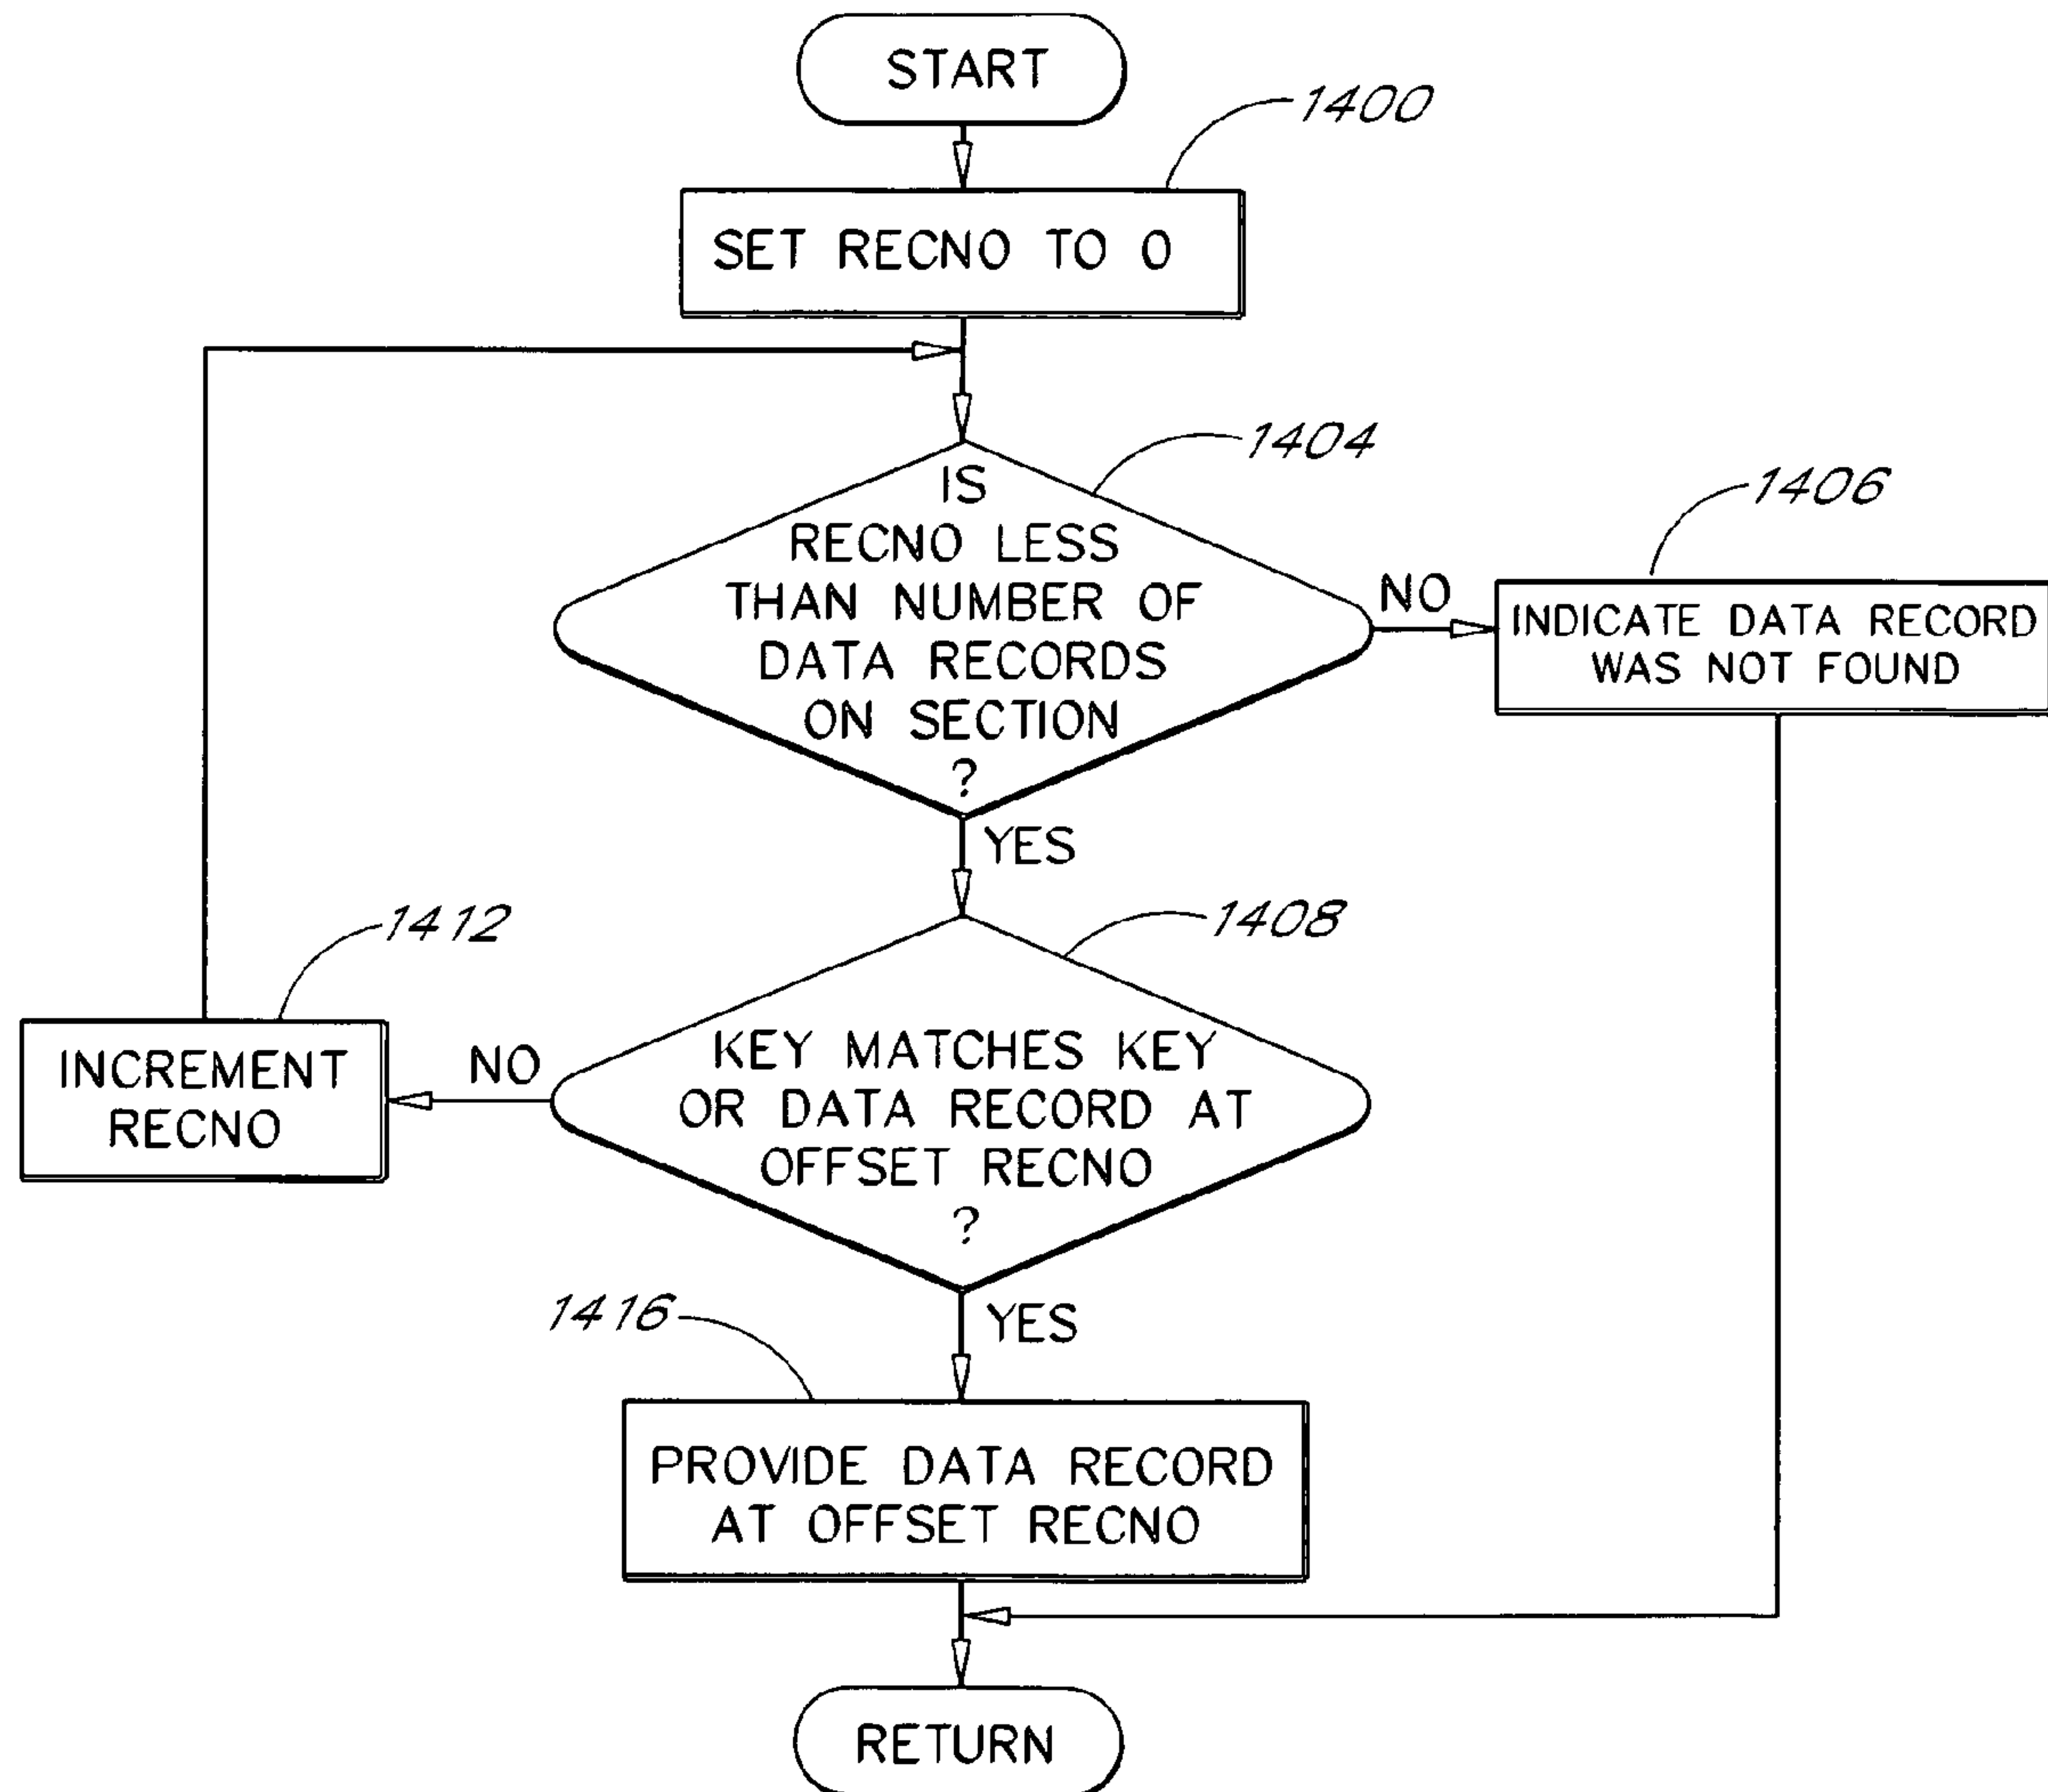 START
1400
SET RECNO TO 0
1404
IS
RECNO LESS
THAN NUMBER OF
DATA RECORDS
ON SECTION
?
NO
1406
INDICATE DATA RECORD
WAS NOT FOUND
YES
1408
KEY MATCHES KEY
OR DATA RECORD AT
OFFSET RECNO
?
NO
1412
INCREMENT
RECNO
YES
1416
PROVIDE DATA RECORD
AT OFFSET RECNO
RETURN